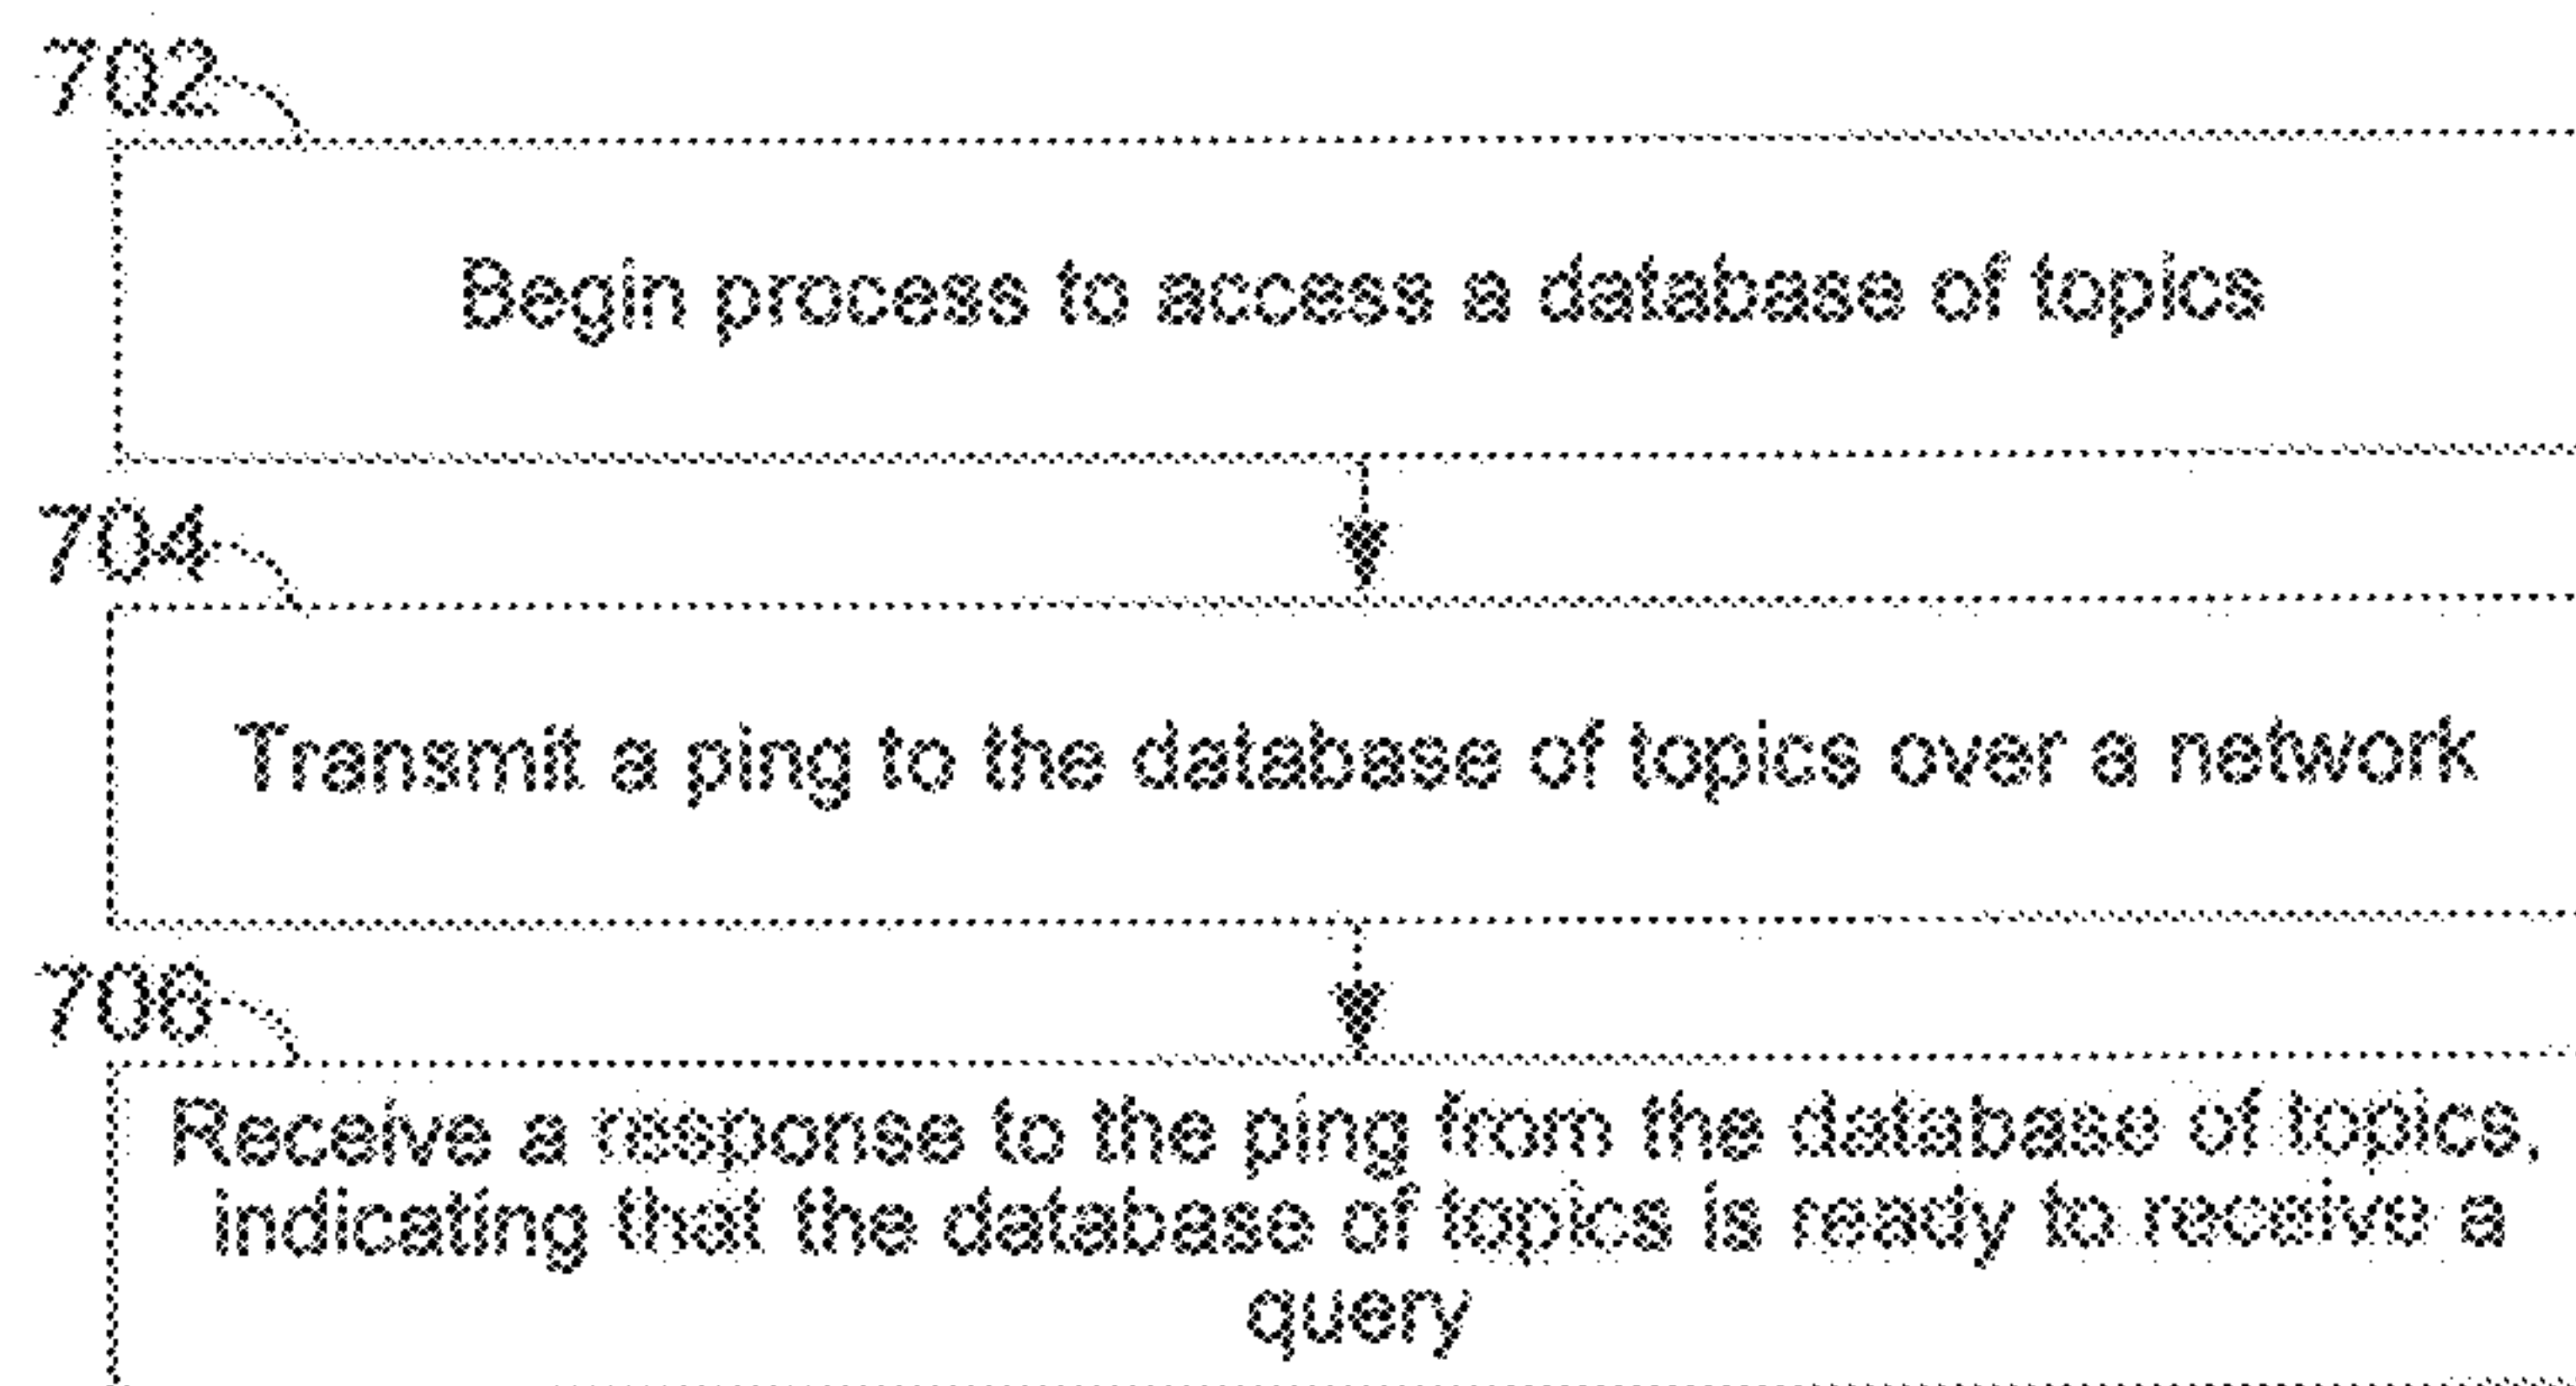 702
Begin process to access a database of topics
704
Transmit a ping to the database of topics over a network
706
Receive a response to the ping from the database of topics,
indicating that the database of topics is ready to receive a
query